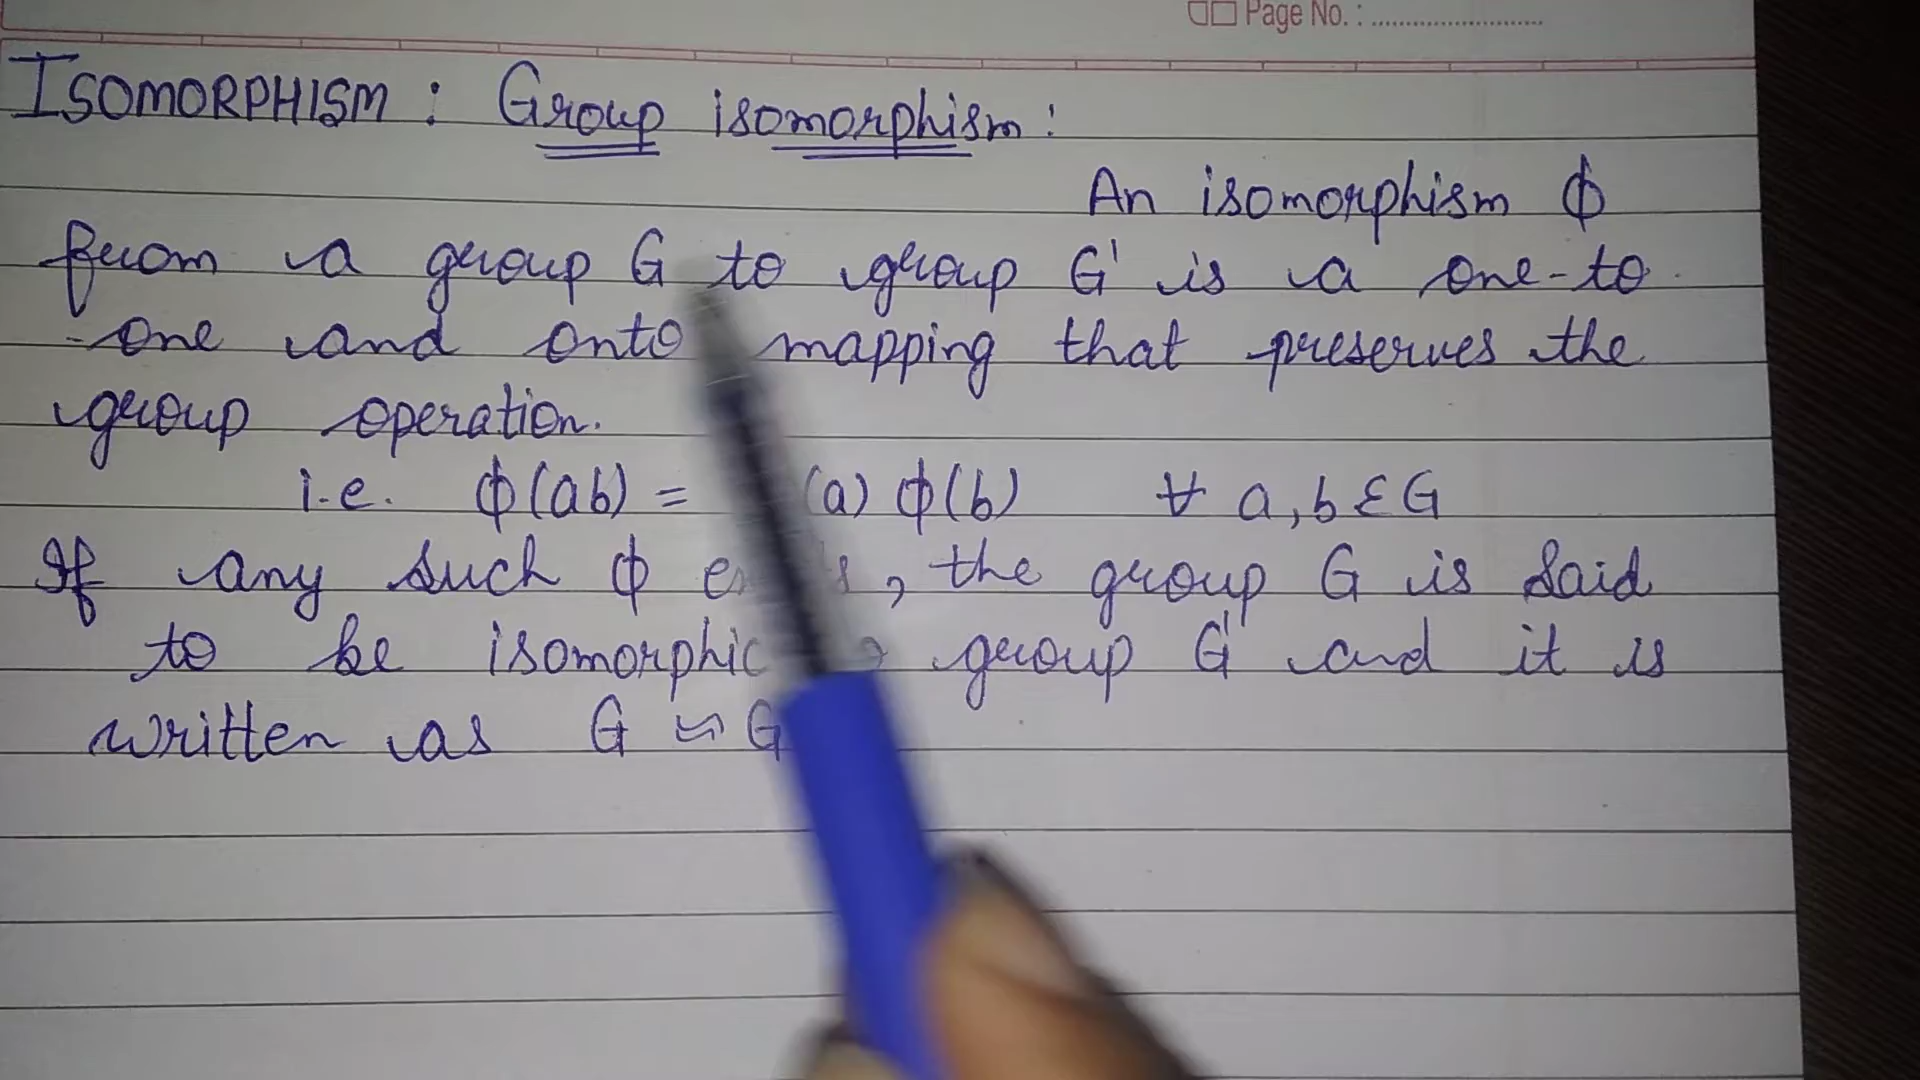 Page No. :
ISOMORPHISM : Group isomorphism :
An isomorphism ϕ
from a group G to group G' is a one-to
-one and onto mapping that preserves the
group operation.
i.e. ϕ(ab) = (a) ϕ(b) ∀ a, b ε G
If any such ϕ , the group G is said
to be isomorphic group G' and it is
written as G ≈ G